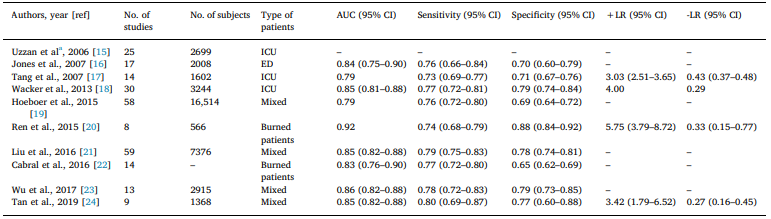 Authors, year [ref] No. of studies No. of subjects Type of patients AUC (95% CI) Sensitivity (95% CI) Specificity (95% CI) +LR (95% CI) -LR (95% CI)
Uzzan et alª, 2006 [15] 25 2699 ICU – – – – –
Jones et al., 2007 [16] 17 2008 ED 0.84 (0.75–0.90) 0.76 (0.66–0.84) 0.70 (0.60–0.79) – –
Tang et al., 2007 [17] 14 1602 ICU 0.79 0.73 (0.69–0.77) 0.71 (0.67–0.76) 3.03 (2.51–3.65) 0.43 (0.37–0.48)
Wacker et al., 2013 [18] 30 3244 ICU 0.85 (0.81–0.88) 0.77 (0.72–0.81) 0.79 (0.74–0.84) 4.00 0.29
Hoeboer et al., 2015 [19] 58 16,514 Mixed 0.79 0.76 (0.72–0.80) 0.69 (0.64–0.72) – –
Ren et al., 2015 [20] 8 566 Burned patients 0.92 0.74 (0.68–0.79) 0.88 (0.84–0.92) 5.75 (3.79–8.72) 0.33 (0.15–0.77)
Liu et al., 2016 [21] 59 7376 Mixed 0.85 (0.82–0.88) 0.79 (0.75–0.83) 0.78 (0.74–0.81) – –
Cabral et al., 2016 [22] 14 – Burned patients 0.83 (0.76–0.90) 0.77 (0.72–0.80) 0.65 (0.62–0.69) – –
Wu et al., 2017 [23] 13 2915 Mixed 0.86 (0.82–0.88) 0.78 (0.72–0.83) 0.79 (0.73–0.85) – –
Tan et al., 2019 [24] 9 1368 Mixed 0.85 (0.82–0.88) 0.80 (0.69–0.87) 0.77 (0.60–0.88) 3.42 (1.79–6.52) 0.27 (0.16–0.45)